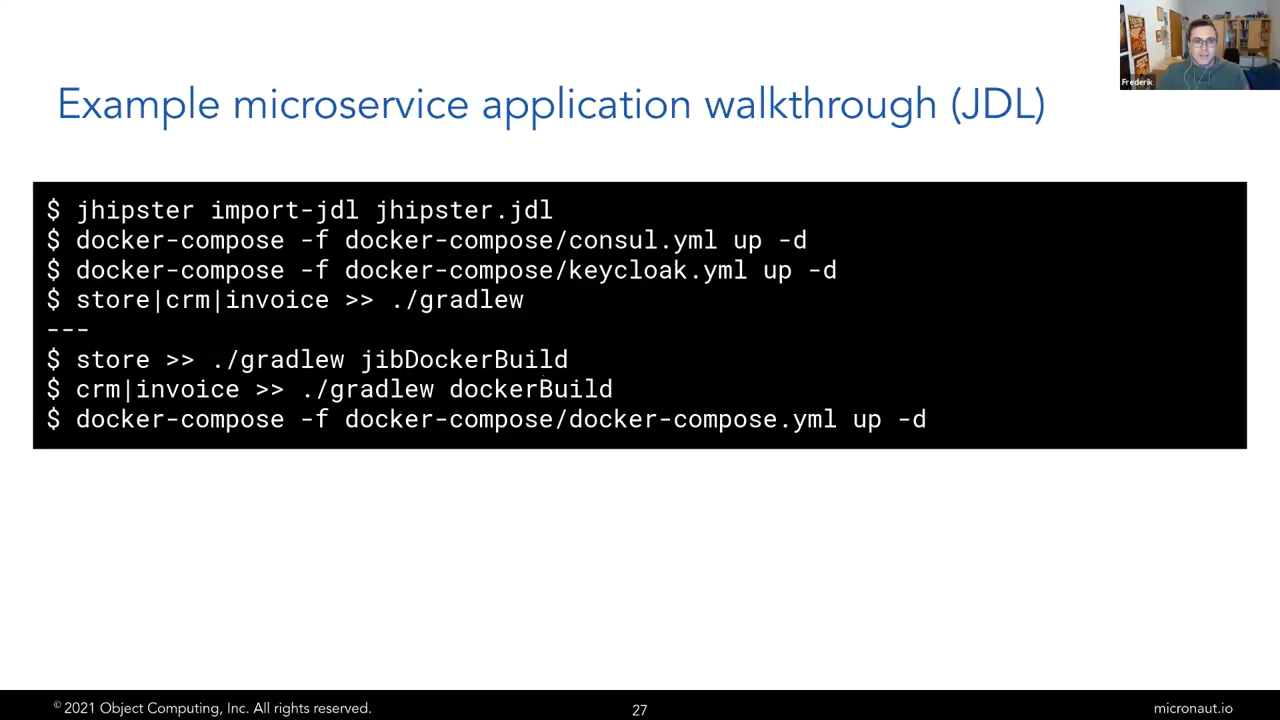 Frederik
Example microservice application walkthrough (JDL)
$ jhipster import-jdl jhipster.jdl
$ docker-compose -f docker-compose/consul.yml up -d
$ docker-compose -f docker-compose/keycloak.yml up -d
$ store|crm|invoice >> ./gradlew
---
$ store >> ./gradlew jibDockerBuild
$ crm|invoice >> ./gradlew dockerBuild
$ docker-compose -f docker-compose/docker-compose.yml up -d
© 2021 Object Computing, Inc. All rights reserved.
27
micronaut.io